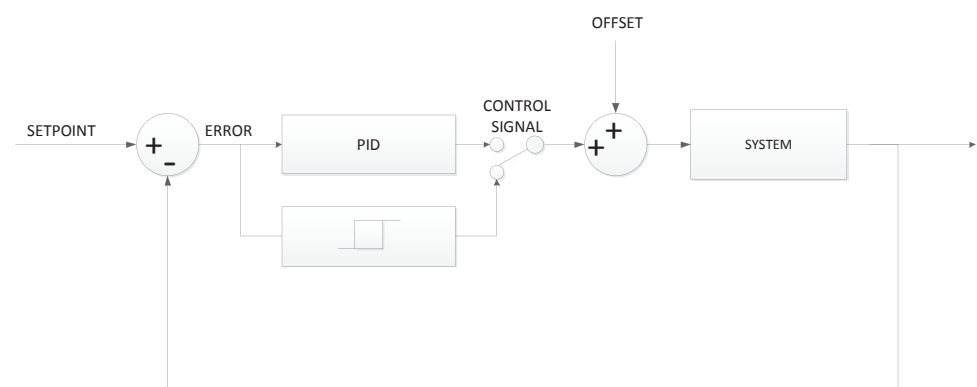 OFFSET
SETPOINT
ERROR
CONTROL
SIGNAL
PID
SYSTEM
+
-
+
+